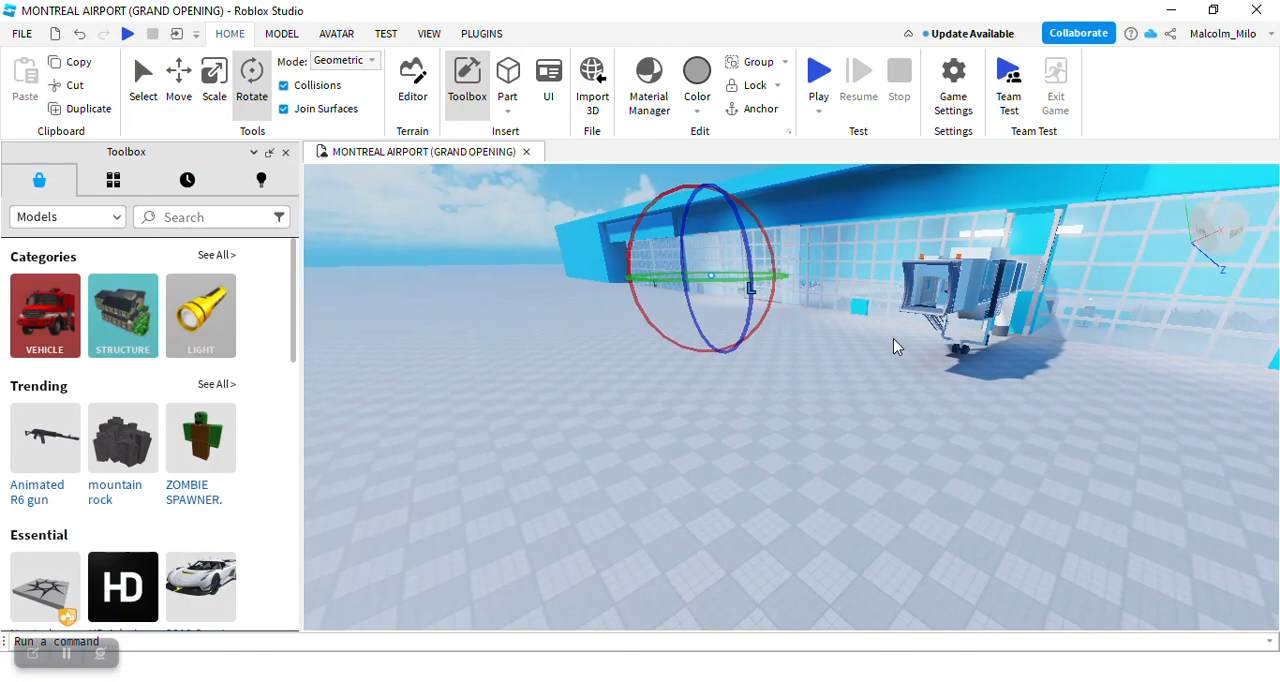 MONTREAL AIRPORT (GRAND OPENING) - Roblox Studio
FILE HOME MODEL AVATAR TEST VIEW PLUGINS Update Available Collaborate Malcolm_Milo
Paste Copy Cut Duplicate Clipboard
Select Move Scale Rotate Mode: Geometric Collisions Join Surfaces Tools
Editor Terrain
Toolbox Part UI Insert
Import 3D File
Material Manager Color Group Lock Anchor Edit
Play Resume Stop Test
Game Settings Settings
Team Test Exit Game Team Test
Toolbox
MONTREAL AIRPORT (GRAND OPENING)
Models Search
Categories See All >
VEHICLE STRUCTURE LIGHT
Trending See All >
Animated R6 gun
mountain rock
ZOMBIE SPAWNER.
Essential
HD
Run a command
L
Back
X
Z